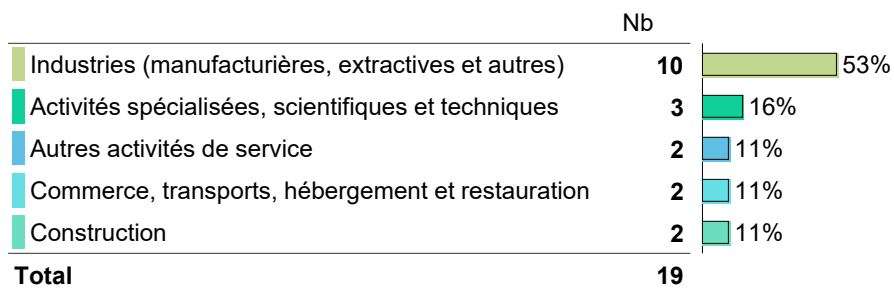 Nb
Industries (manufacturières, extractives et autres) 10 53%
Activités spécialisées, scientifiques et techniques 3 16%
Autres activités de service 2 11%
Commerce, transports, hébergement et restauration 2 11%
Construction 2 11%
Total 19